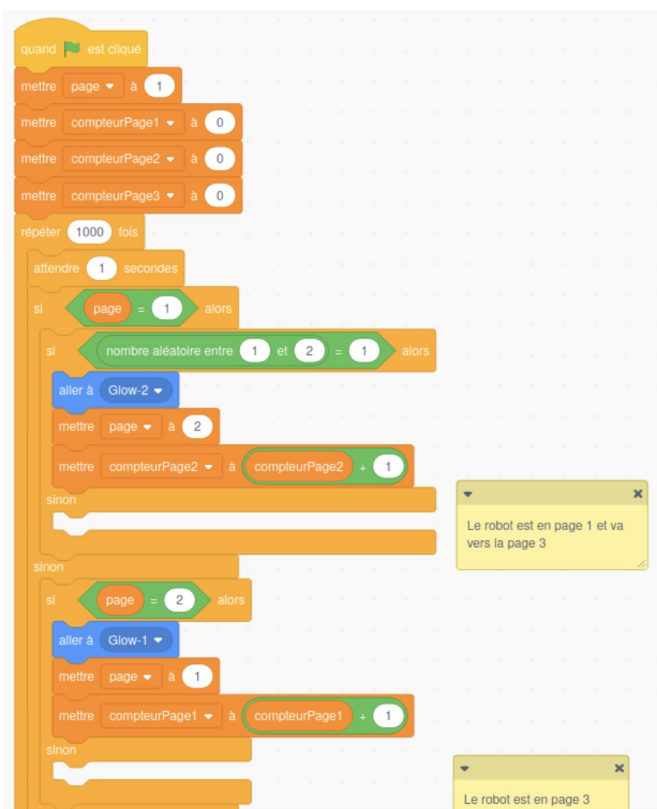 quand est cliqué
mettre page à 1
mettre compteurPage1 à 0
mettre compteurPage2 à 0
mettre compteurPage3 à 0
répéter 1000 fois
attendre 1 secondes
si page = 1 alors
si nombre aléatoire entre 1 et 2 = 1 alors
aller à Glow-2
mettre page à 2
mettre compteurPage2 à compteurPage2 + 1
sinon
Le robot est en page 1 et va
vers la page 3
sinon
si page = 2 alors
aller à Glow-1
mettre page à 1
mettre compteurPage1 à compteurPage1 + 1
sinon
Le robot est en page 3